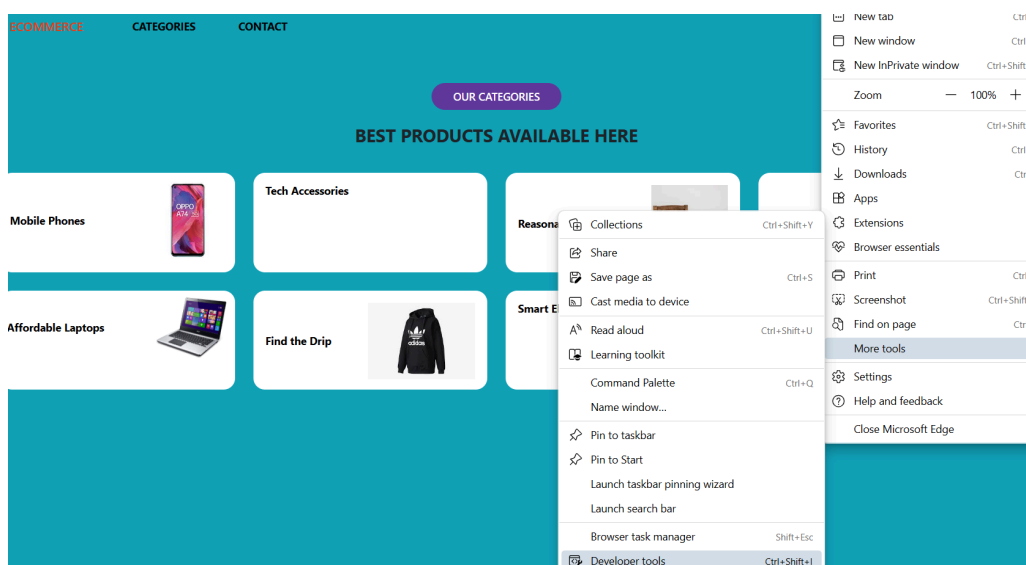 ECOMMERCE
CATEGORIES
CONTACT
OUR CATEGORIES
BEST PRODUCTS AVAILABLE HERE
Mobile Phones
OPPO
A74 5G
Tech Accessories
Affordable Laptops
Find the Drip
adidas
Collections Ctrl+Shift+Y
Share
Save page as Ctrl+S
Cast media to device
Read aloud Ctrl+Shift+U
Learning toolkit
Command Palette Ctrl+Q
Name window...
Pin to taskbar
Pin to Start
Launch taskbar pinning wizard
Launch search bar
Browser task manager Shift+Esc
Developer tools Ctrl+Shift+I
New tab
New window
New InPrivate window Ctrl+Shift
Zoom — 100% +
Favorites Ctrl+Shift
History
Downloads
Apps
Extensions
Browser essentials
Print
Screenshot Ctrl+Shift
Find on page
More tools
Settings
Help and feedback
Close Microsoft Edge